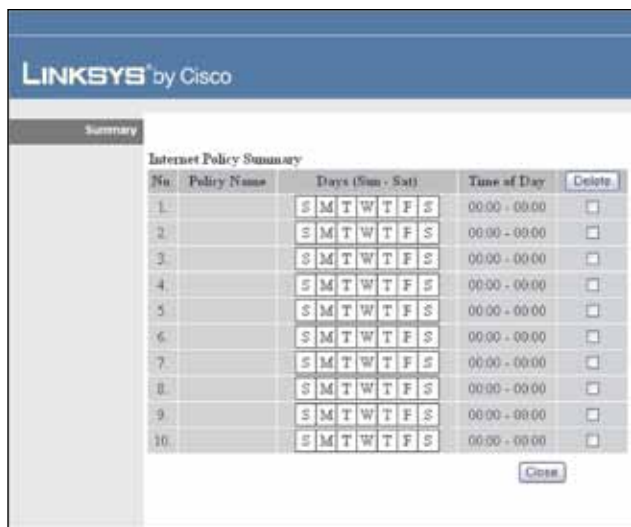 LINKSYS® by Cisco
Summary
Internet Policy Summary
No. Policy Name Days (Sun - Sat) Time of Day Delete
1. S M T W T F S 00:00 - 00:00
2. S M T W T F S 00:00 - 00:00
3. S M T W T F S 00:00 - 00:00
4. S M T W T F S 00:00 - 00:00
5. S M T W T F S 00:00 - 00:00
6. S M T W T F S 00:00 - 00:00
7. S M T W T F S 00:00 - 00:00
8. S M T W T F S 00:00 - 00:00
9. S M T W T F S 00:00 - 00:00
10. S M T W T F S 00:00 - 00:00
Close